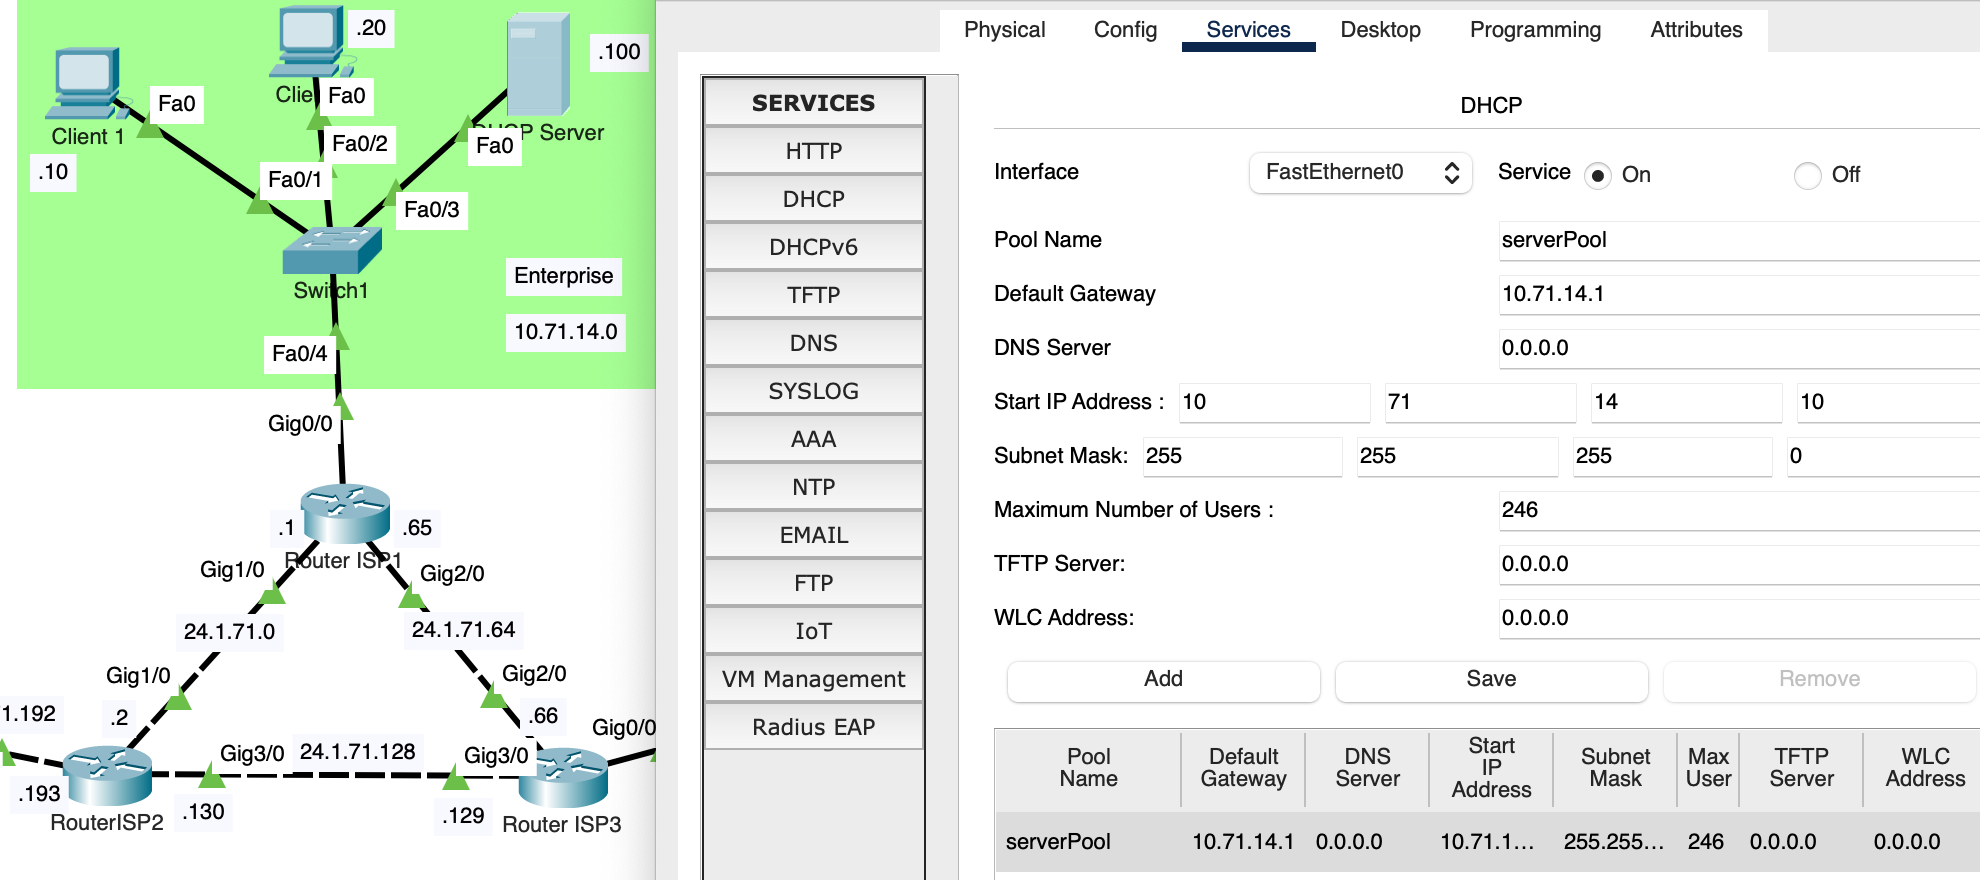 .20
.100
Client 1
Fa0
.10
Fa0
Fa0/2
Server
Fa0
Fa0/1
Fa0/3
Switch1
Enterprise
10.71.14.0
Fa0/4
Gig0/0
.1
.65
Router ISP1
Gig1/0
Gig2/0
24.1.71.0
24.1.71.64
Gig1/0
Gig2/0
.2
.66
Gig0/0
Gig3/0
24.1.71.128
Gig3/0
.193
.130
.129
RouterISP2
Router ISP3
Physical
Config
Services
Desktop
Programming
Attributes
SERVICES
HTTP
DHCP
DHCPv6
TFTP
DNS
SYSLOG
AAA
NTP
EMAIL
FTP
IoT
VM Management
Radius EAP
DHCP
Interface FastEthernet0 Service On Off
Pool Name serverPool
Default Gateway 10.71.14.1
DNS Server 0.0.0.0
Start IP Address : 10 71 14 10
Subnet Mask: 255 255 255 0
Maximum Number of Users : 246
TFTP Server: 0.0.0.0
WLC Address: 0.0.0.0
Add Save Remove
Pool Name
Default Gateway
DNS Server
Start IP Address
Subnet Mask
Max User
TFTP Server
WLC Address
serverPool 10.71.14.1 0.0.0.0 10.71.1... 255.255... 246 0.0.0.0 0.0.0.0